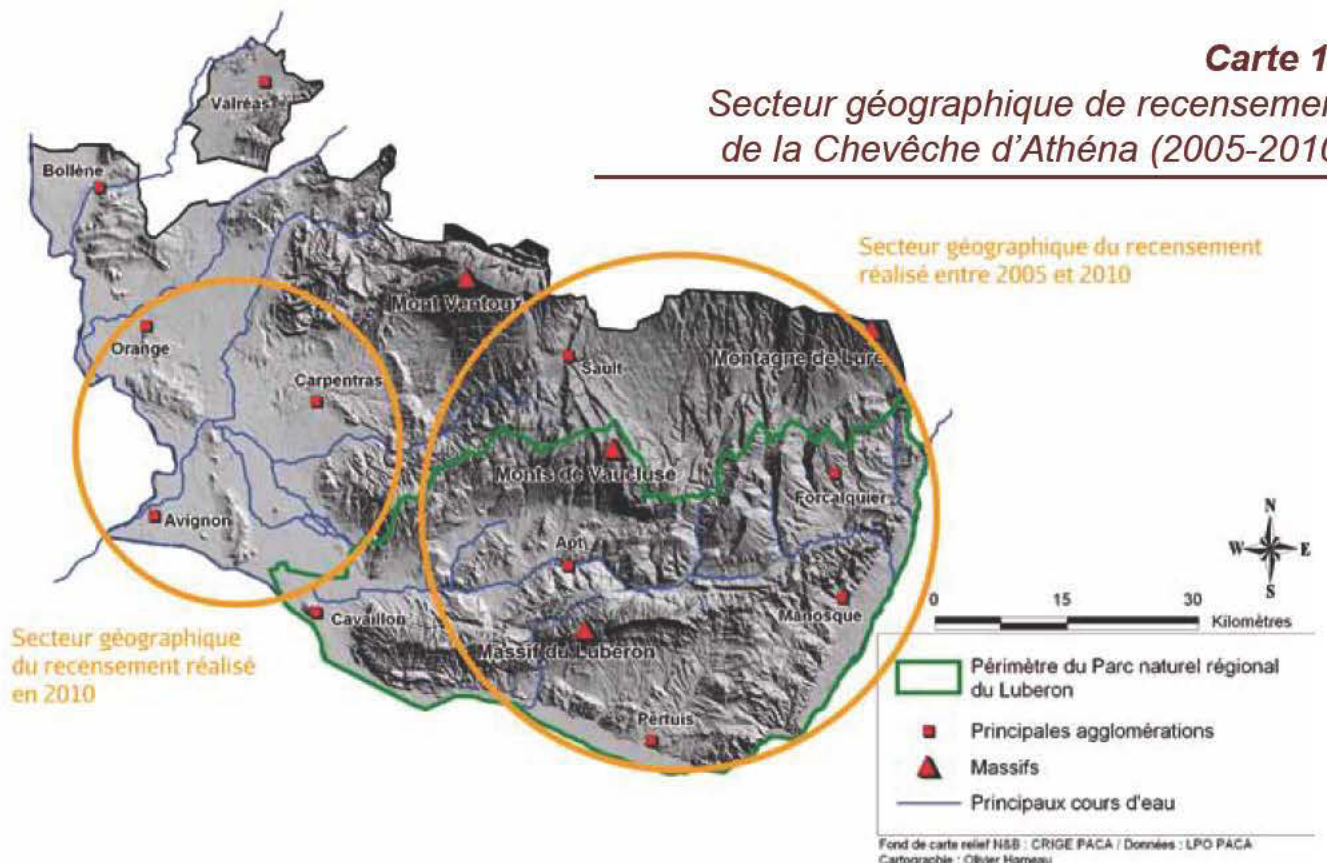 Carte 1
Secteur géographique de recensemen
de la Chevêche d'Athéna (2005-2010
Valréas
Bollène
Secteur géographique du recensement
réalisé entre 2005 et 2010
Mont Ventoux
Orange
Sault
Montagne de Lure
Carpentras
Monts de Vaucluse
Forcalquier
Avignon
Apt
N
W E
S
Manosque
Cavaillon
0 15 30
Kilomètres
Secteur géographique
du recensement réalisé
en 2010
Massif du Luberon
Pertuis
Périmètre du Parc naturel régional
du Luberon
Principales agglomérations
Massifs
Principaux cours d'eau
Fond de carte relief N&B : CRIGE PACA / Données : LPO PACA
Cartographie : Olivier Hameau